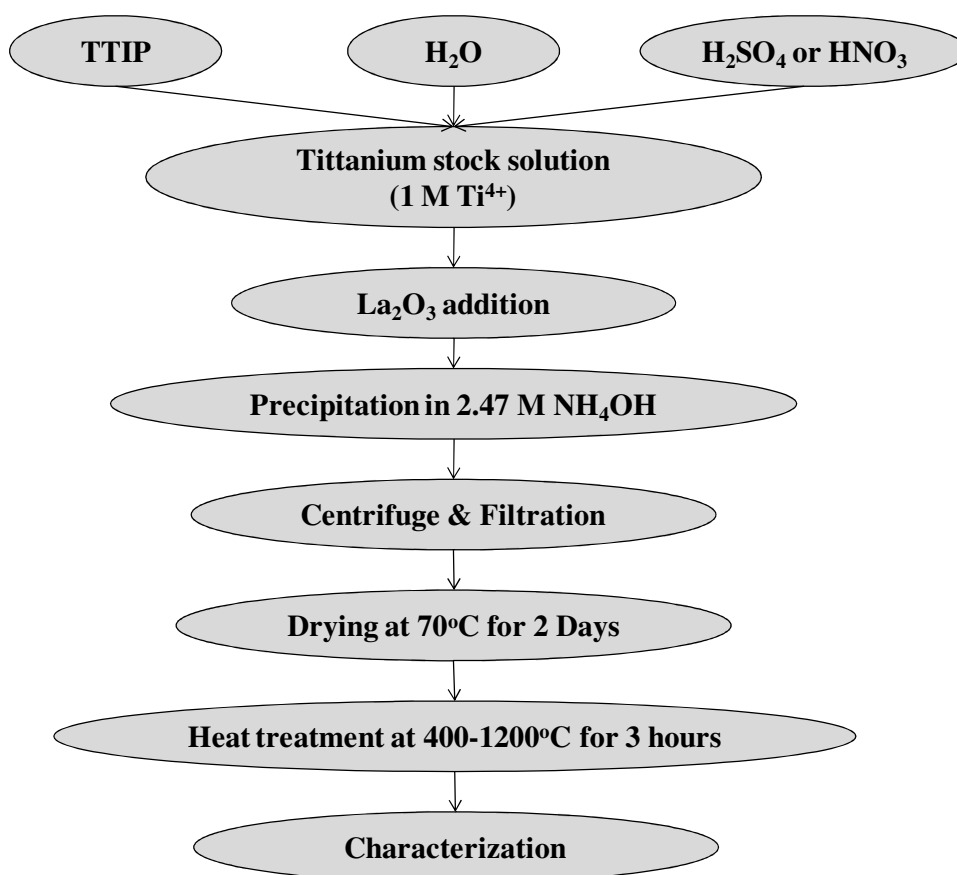 TTIP
H₂O
H₂SO₄ or HNO₃
Tittanium stock solution
(1 M Ti⁴⁺)
La₂O₃ addition
Precipitation in 2.47 M NH₄OH
Centrifuge & Filtration
Drying at 70ºC for 2 Days
Heat treatment at 400-1200ºC for 3 hours
Characterization